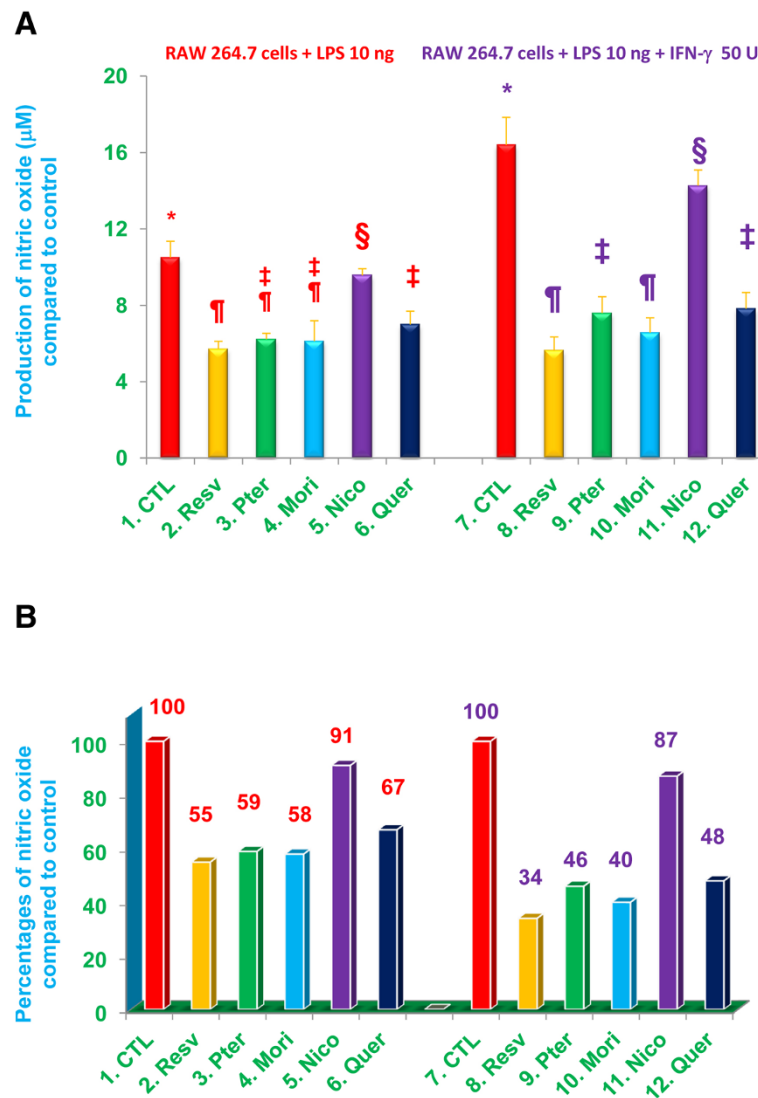 A
RAW 264.7 cells + LPS 10 ng
RAW 264.7 cells + LPS 10 ng + IFN-γ 50 U
Production of nitric oxide (μM)
compared to control
20
16
12
8
4
0
*
¶
‡
¶
‡
¶
§
‡
*
¶
‡
¶
§
‡
1. CTL
2. Resv
3. Pter
4. Mori
5. Nico
6. Quer
7. CTL
8. Resv
9. Pter
10. Mori
11. Nico
12. Quer
B
Percentages of nitric oxide
compared to control
100
80
60
40
20
0
100
55
59
58
91
67
100
34
46
40
87
48
1. CTL
2. Resv
3. Pter
4. Mori
5. Nico
6. Quer
7. CTL
8. Resv
9. Pter
10. Mori
11. Nico
12. Quer